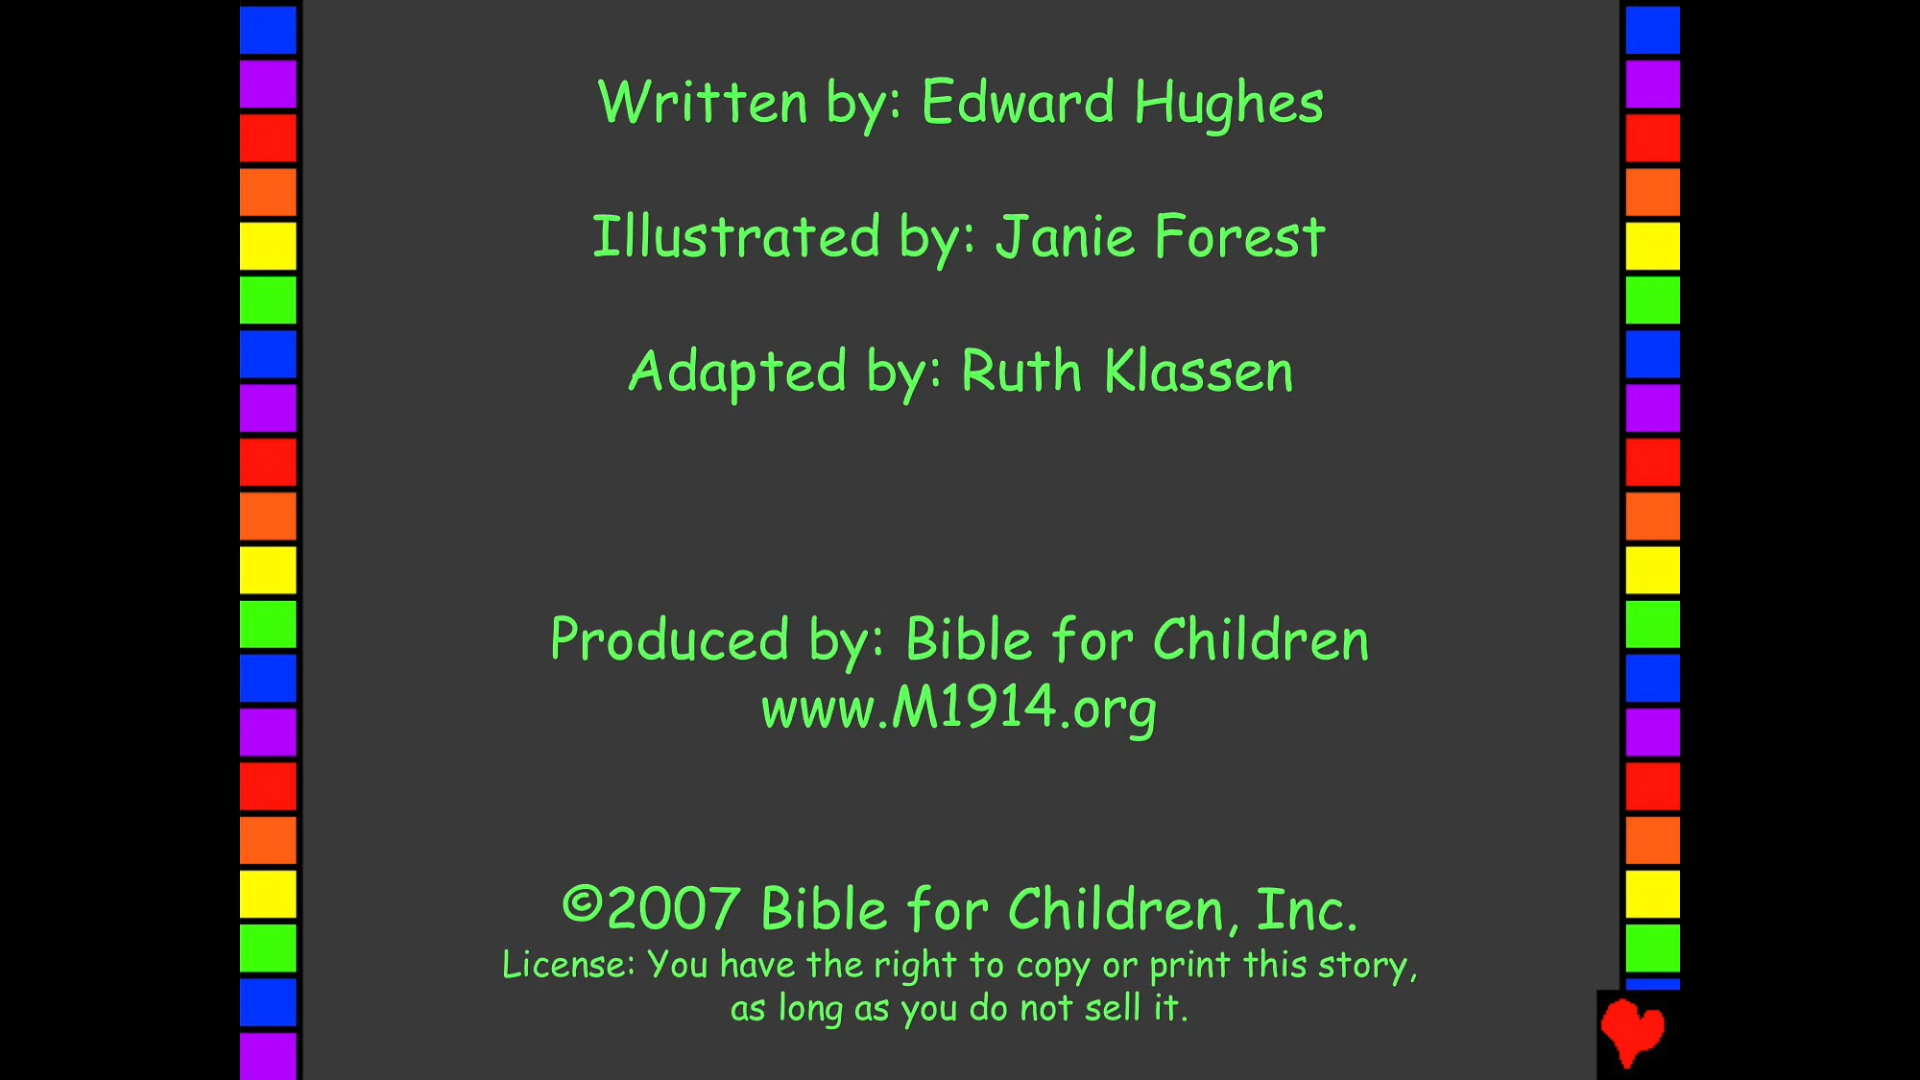 Written by: Edward Hughes
Illustrated by: Janie Forest
Adapted by: Ruth Klassen
Produced by: Bible for Children
www.M1914.org
©2007 Bible for Children, Inc.
License: You have the right to copy or print this story,
as long as you do not sell it.